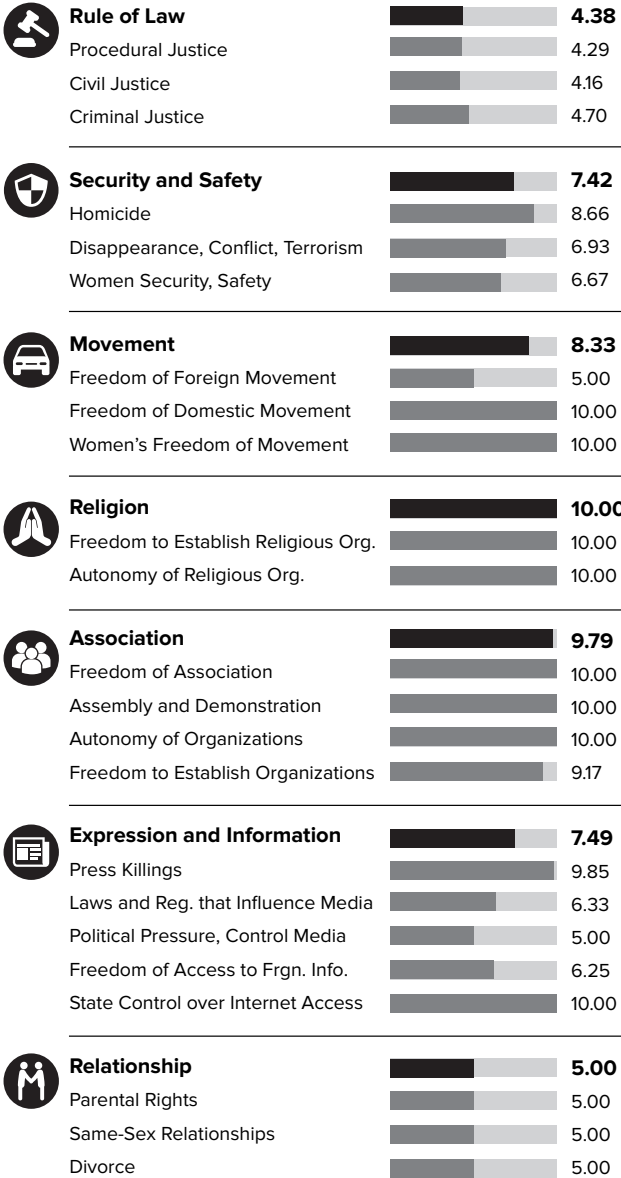 Rule of Law 4.38
Procedural Justice 4.29
Civil Justice 4.16
Criminal Justice 4.70
Security and Safety 7.42
Homicide 8.66
Disappearance, Conflict, Terrorism 6.93
Women Security, Safety 6.67
Movement 8.33
Freedom of Foreign Movement 5.00
Freedom of Domestic Movement 10.00
Women’s Freedom of Movement 10.00
Religion 10.00
Freedom to Establish Religious Org. 10.00
Autonomy of Religious Org. 10.00
Association 9.79
Freedom of Association 10.00
Assembly and Demonstration 10.00
Autonomy of Organizations 10.00
Freedom to Establish Organizations 9.17
Expression and Information 7.49
Press Killings 9.85
Laws and Reg. that Influence Media 6.33
Political Pressure, Control Media 5.00
Freedom of Access to Frgn. Info. 6.25
State Control over Internet Access 10.00
Relationship 5.00
Parental Rights 5.00
Same-Sex Relationships 5.00
Divorce 5.00